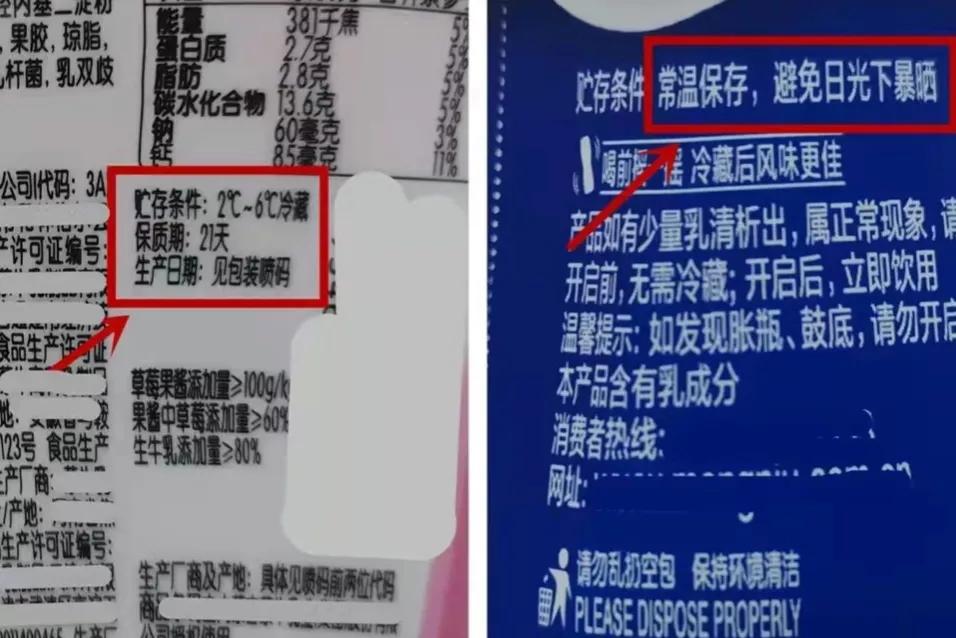 , 果胶, 琼脂,
杆菌, 乳双歧
能量 381千焦 5%
蛋白质 2.7克 5%
脂肪 2.8克 5%
碳水化合物 13.6克 5%
钠 60毫克 3%
钙 85毫克 11%
公司I代码: 3A
产许可证编号:
食品生产许可证
123号 食品生产
产厂商:
/产地:
生产许可证编号:
贮存条件: 2℃~6℃冷藏
保质期: 21天
生产日期: 见包装喷码
草莓果酱添加量≥100g/kg
果酱中草莓添加量≥60%
生牛乳添加量≥80%
生产厂商及产地: 具体见喷码前两位代码
贮存条件 常温保存, 避免日光下暴晒
喝前摇一摇 冷藏后风味更佳
产品如有少量乳清析出, 属正常现象, 请
开启前, 无需冷藏; 开启后, 立即饮用
温馨提示: 如发现胀瓶、鼓底, 请勿开启
本产品含有乳成分
消费者热线:
网址:
请勿乱扔空包 保持环境清洁
PLEASE DISPOSE PROPERLY